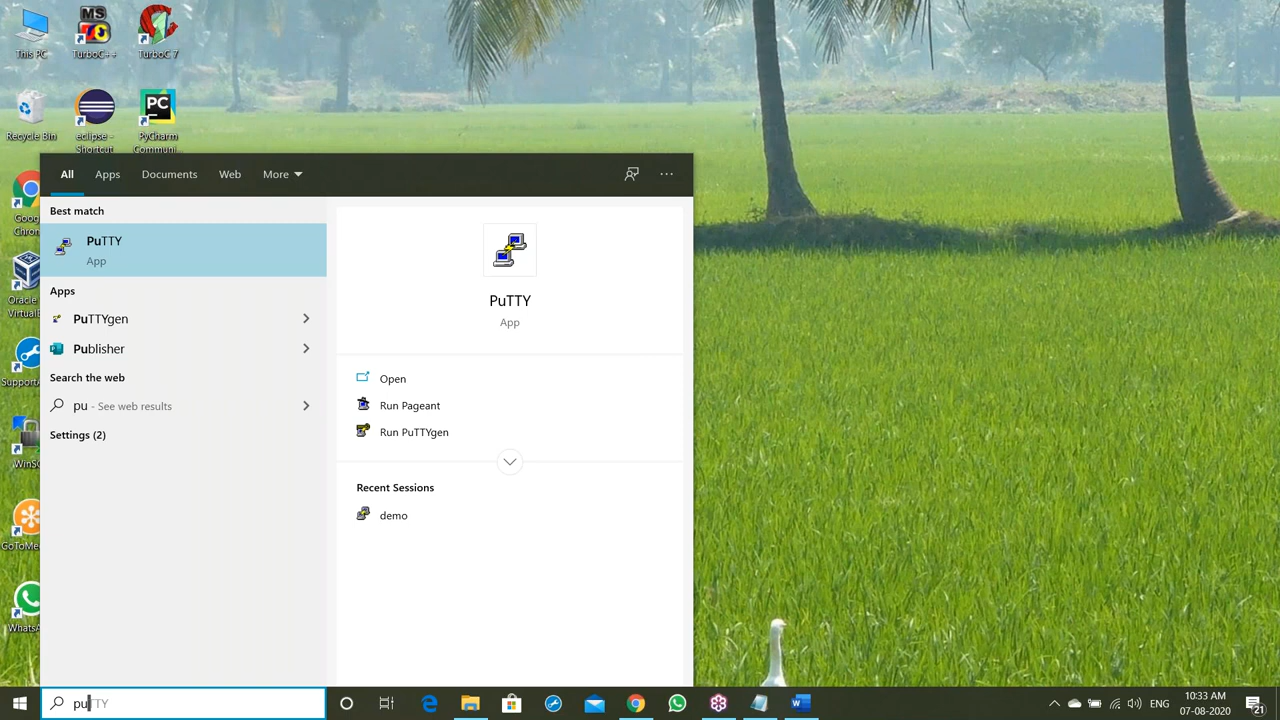 This PC
TurboC++
TurboC 7
Recycle Bin
eclipse -
Shortcut
PyCharm
Communi...
All
Apps
Documents
Web
More
Best match
PuTTY
App
Apps
PuTTYgen
Publisher
Search the web
pu - See web results
Settings (2)
PuTTY
App
Open
Run Pageant
Run PuTTYgen
Recent Sessions
demo
Oracle
puTTY
ENG
10:33 AM
07-08-2020
21